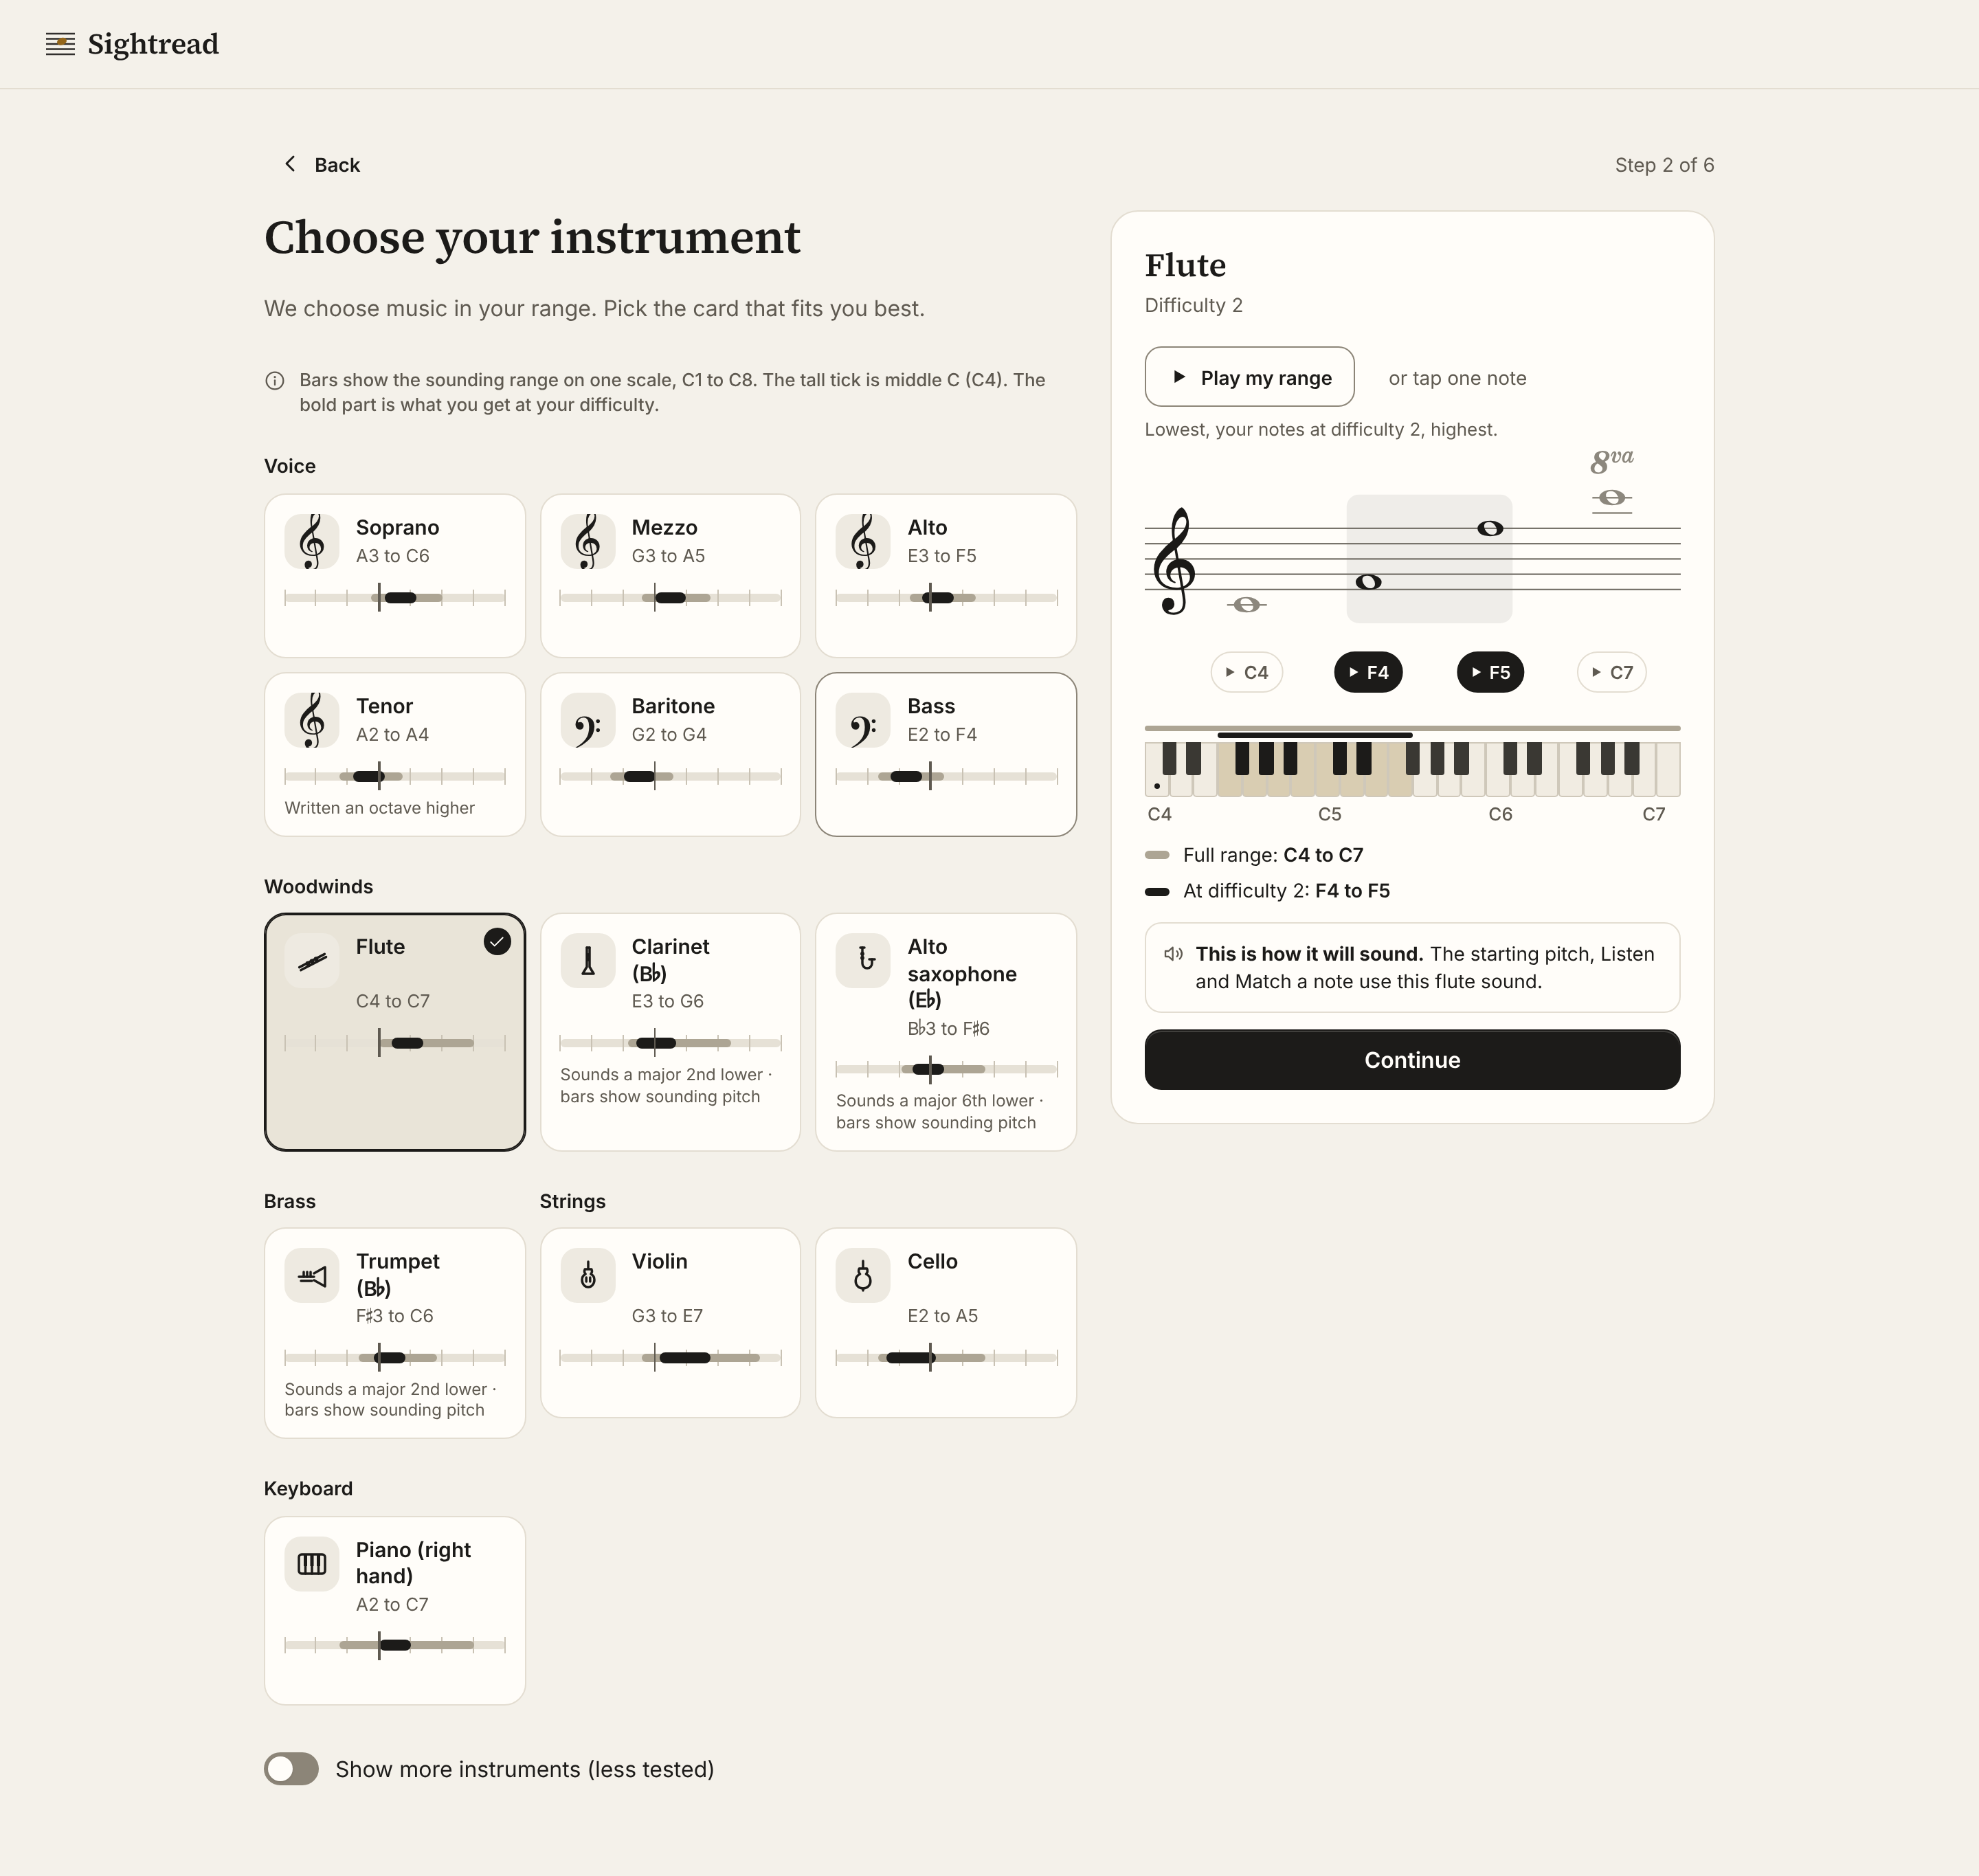 Sightread
Back
Step 2 of 6
Choose your instrument
We choose music in your range. Pick the card that fits you best.
Bars show the sounding range on one scale, C1 to C8. The tall tick is middle C (C4). The
bold part is what you get at your difficulty.
Voice
Soprano
A3 to C6
Mezzo
G3 to A5
Alto
E3 to F5
Tenor
A2 to A4
Written an octave higher
Baritone
G2 to G4
Bass
E2 to F4
Woodwinds
Flute
C4 to C7
Clarinet
(B♭)
E3 to G6
Sounds a major 2nd lower ·
bars show sounding pitch
Alto
saxophone
(E♭)
B♭3 to F♯6
Sounds a major 6th lower ·
bars show sounding pitch
Brass
Trumpet
(B♭)
F♯3 to C6
Sounds a major 2nd lower ·
bars show sounding pitch
Strings
Violin
G3 to E7
Cello
E2 to A5
Keyboard
Piano (right
hand)
A2 to C7
Show more instruments (less tested)
Flute
Difficulty 2
Play my range
or tap one note
Lowest, your notes at difficulty 2, highest.
8va
C4
F4
F5
C7
C4
C5
C6
C7
Full range: C4 to C7
At difficulty 2: F4 to F5
This is how it will sound. The starting pitch, Listen
and Match a note use this flute sound.
Continue